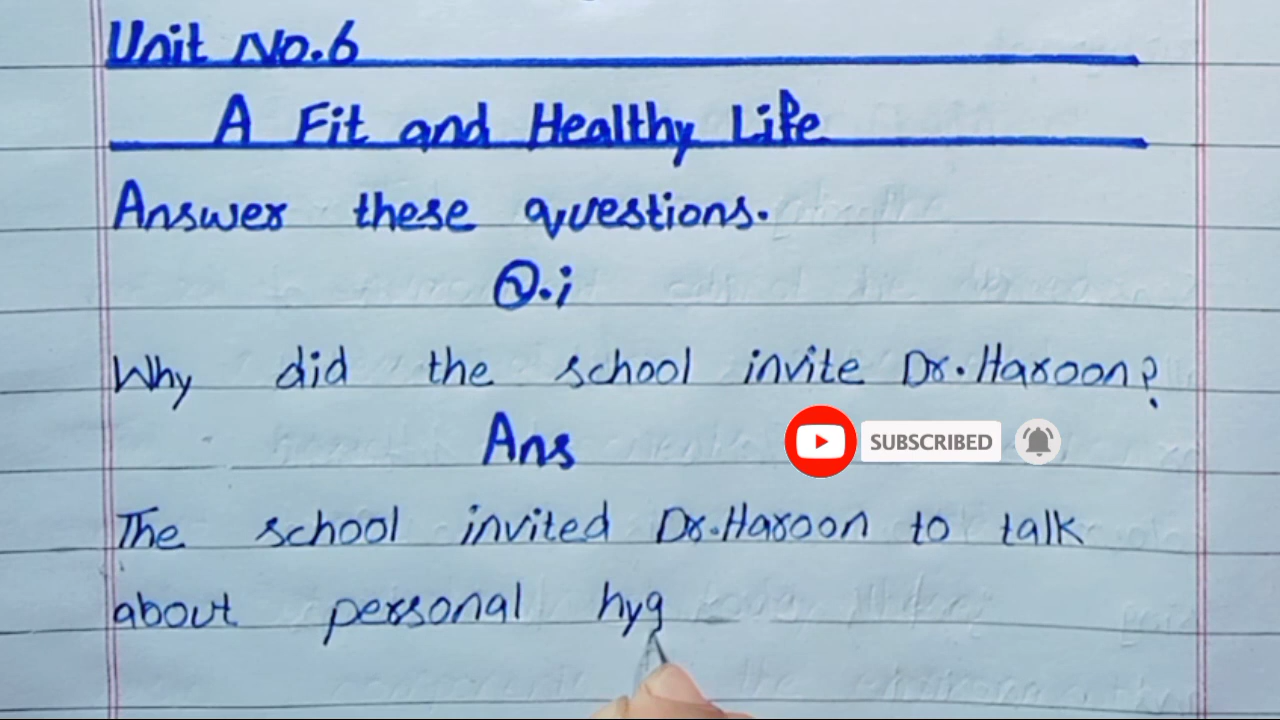 Unit No.6
A Fit and Healthy Life
Answer these questions.
Q.i
Why did the school invite Dr.Haroon?
Ans
SUBSCRIBED
The school invited Dr.Haroon to talk
about personal hyg